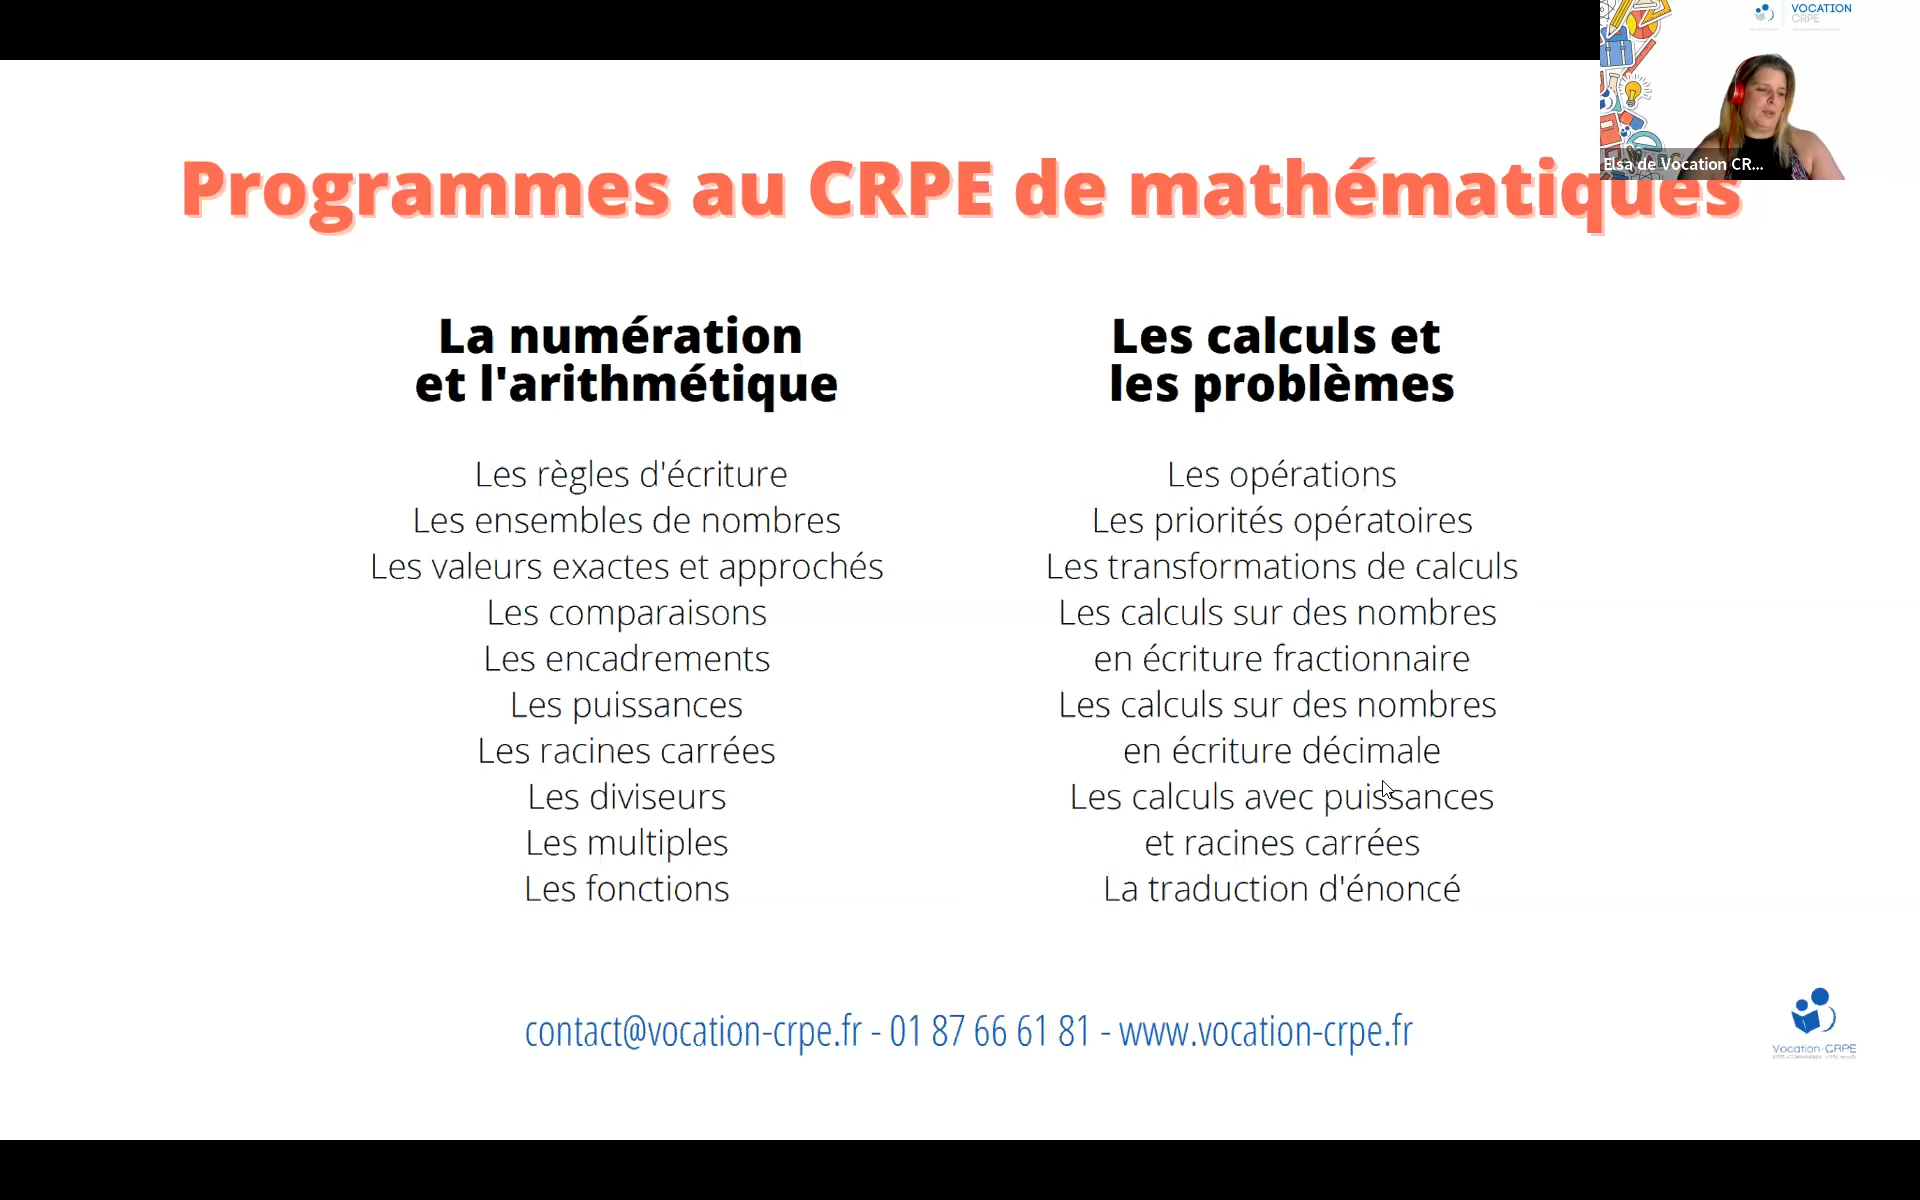 VOCATION
CRPE
Elsa de Vocation CR...
Programmes au CRPE de mathématiques
La numération
et l'arithmétique
Les règles d'écriture
Les ensembles de nombres
Les valeurs exactes et approchés
Les comparaisons
Les encadrements
Les puissances
Les racines carrées
Les diviseurs
Les multiples
Les fonctions
Les calculs et
les problèmes
Les opérations
Les priorités opératoires
Les transformations de calculs
Les calculs sur des nombres
en écriture fractionnaire
Les calculs sur des nombres
en écriture décimale
Les calculs avec puissances
et racines carrées
La traduction d'énoncé
contact@vocation-crpe.fr - 01 87 66 61 81 - www.vocation-crpe.fr
Vocation-CRPE